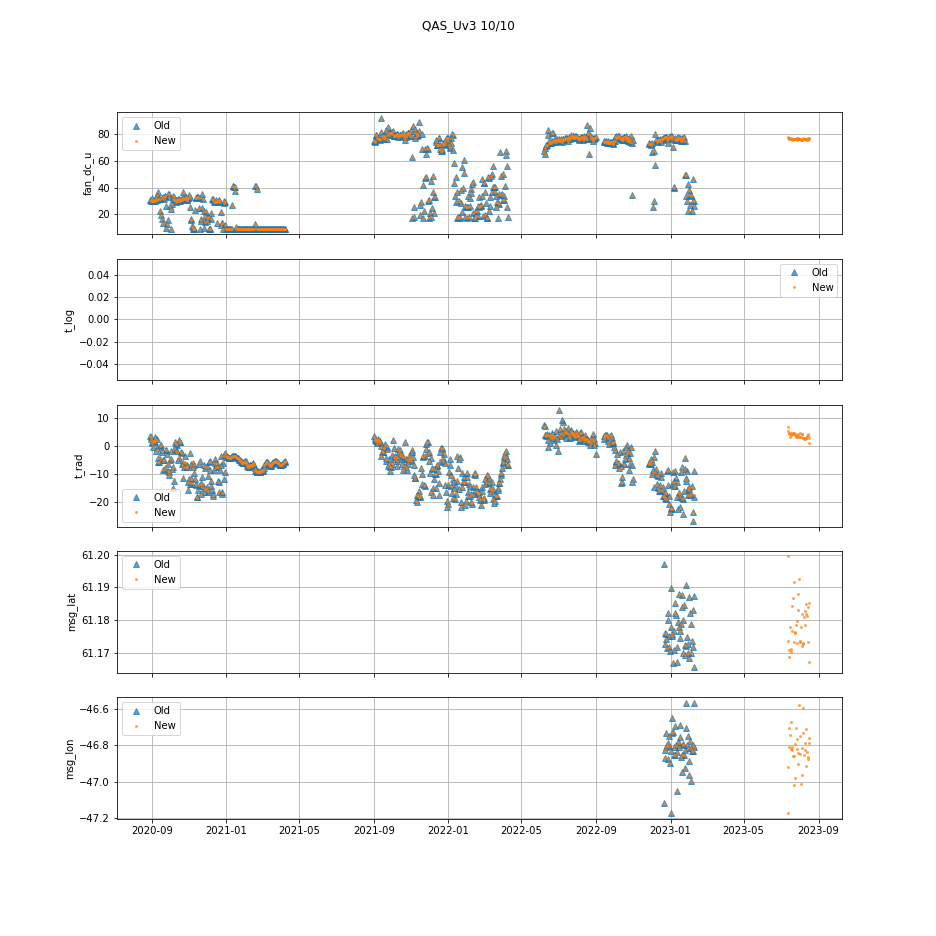 QAS_Uv3 10/10
fan_dc_u
80
60
40
20
Old
New
t_log
0.04
0.02
0.00
−0.02
−0.04
Old
New
t_rad
10
0
−10
−20
Old
New
msg_lat
61.20
61.19
61.18
61.17
Old
New
msg_lon
−46.6
−46.8
−47.0
−47.2
Old
New
2020-09 2021-01 2021-05 2021-09 2022-01 2022-05 2022-09 2023-01 2023-05 2023-09